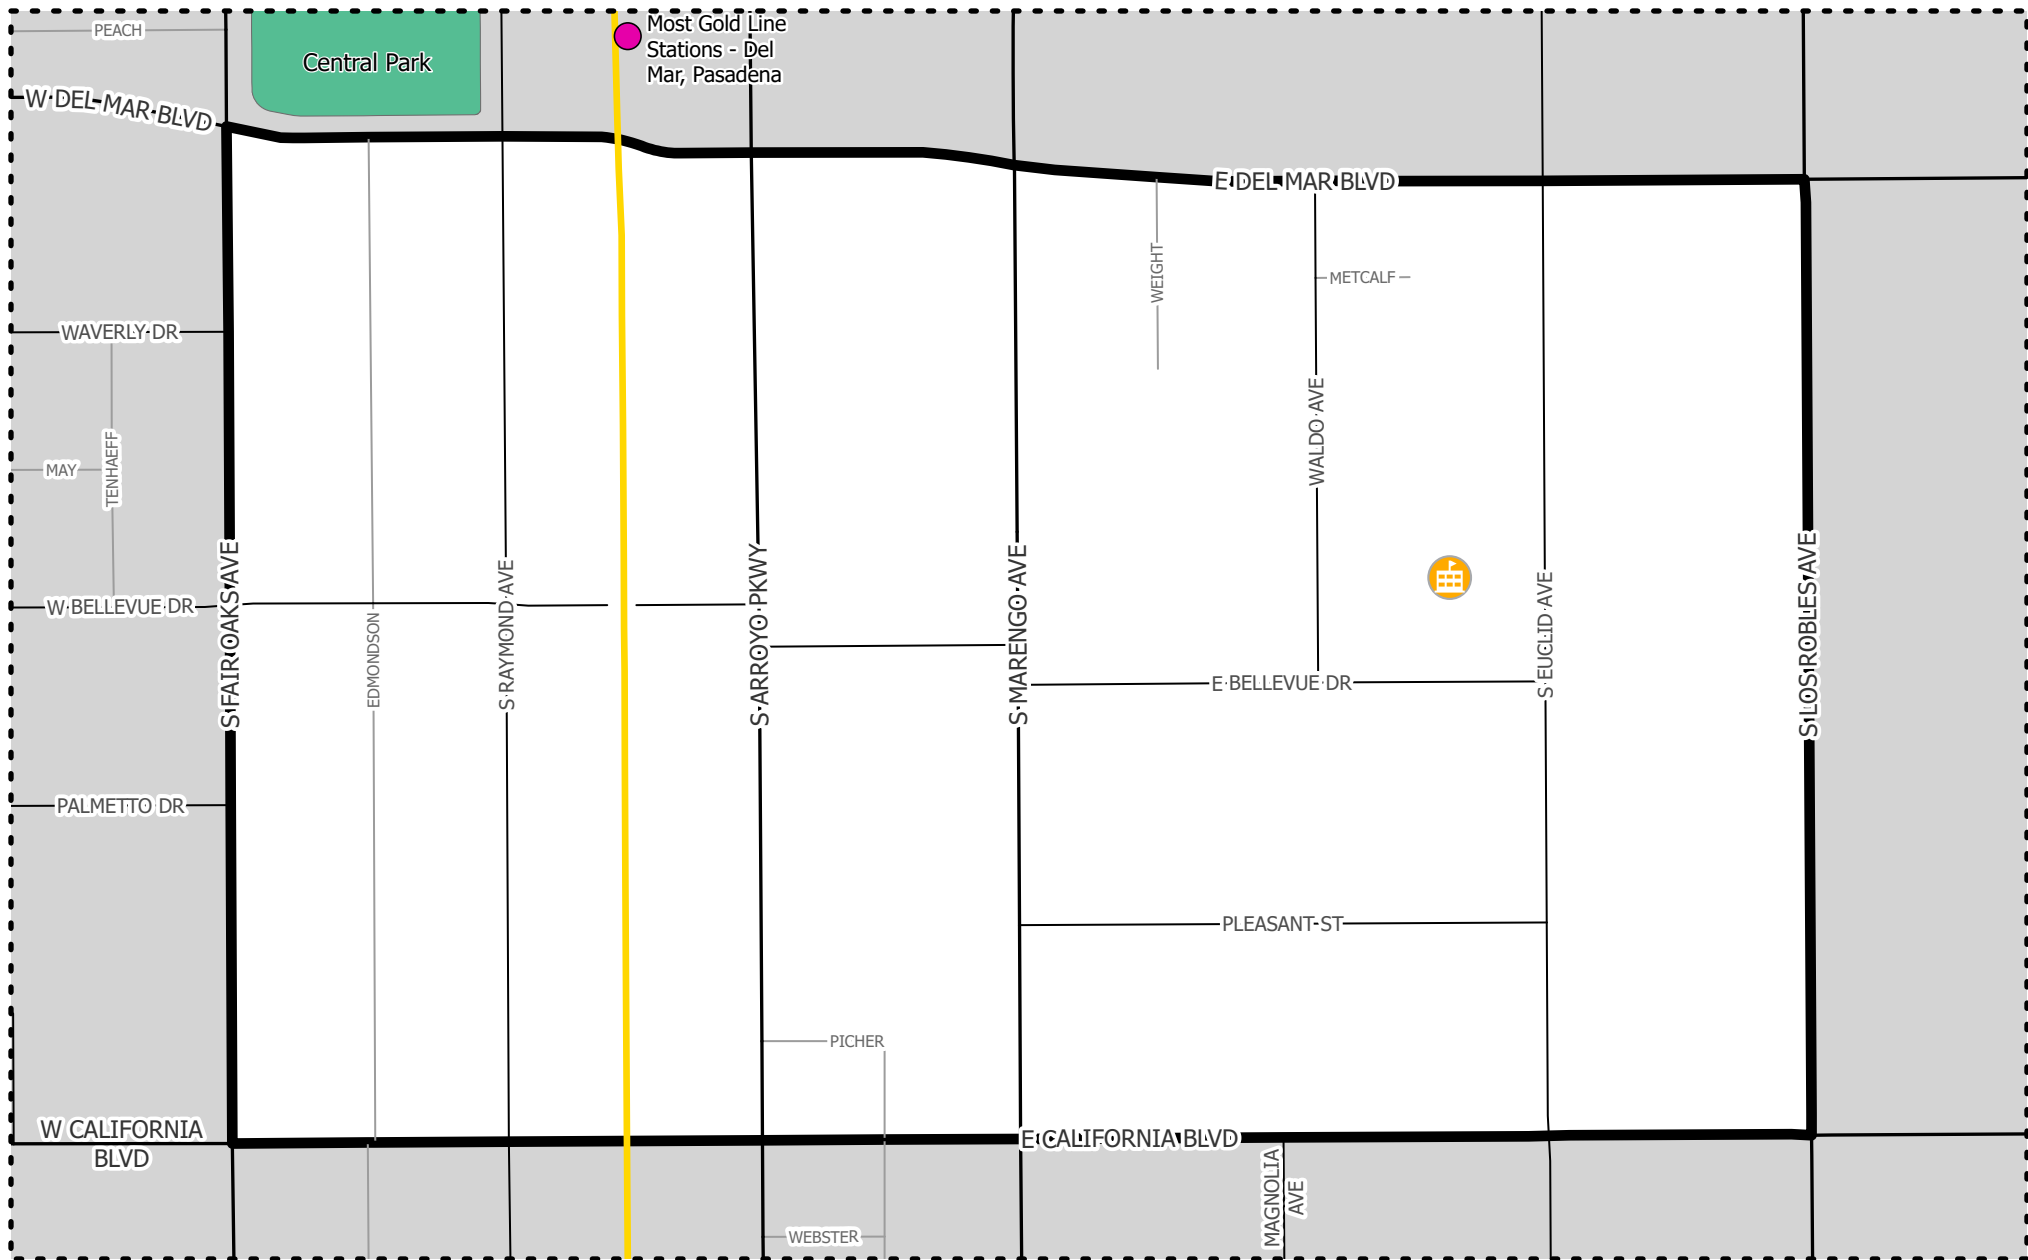 PEACH
Central Park
Most Gold Line
Stations - Del
Mar, Pasadena
W DEL MAR BLVD
E DEL MAR BLVD
WEIGHT
METCALF
WAVERLY DR
WALDO AVE
MAY
TENHAEFF
S FAIR OAKS AVE
S RAYMOND AVE
S ARROYO PKWY
S MARENGO AVE
S EUCLID AVE
S LOS ROBLES AVE
W BELLEVUE DR
EDMONDSON
E BELLEVUE DR
PALMETTO DR
PLEASANT ST
PICHER
W CALIFORNIA
BLVD
E CALIFORNIA BLVD
MAGNOLIA
AVE
WEBSTER